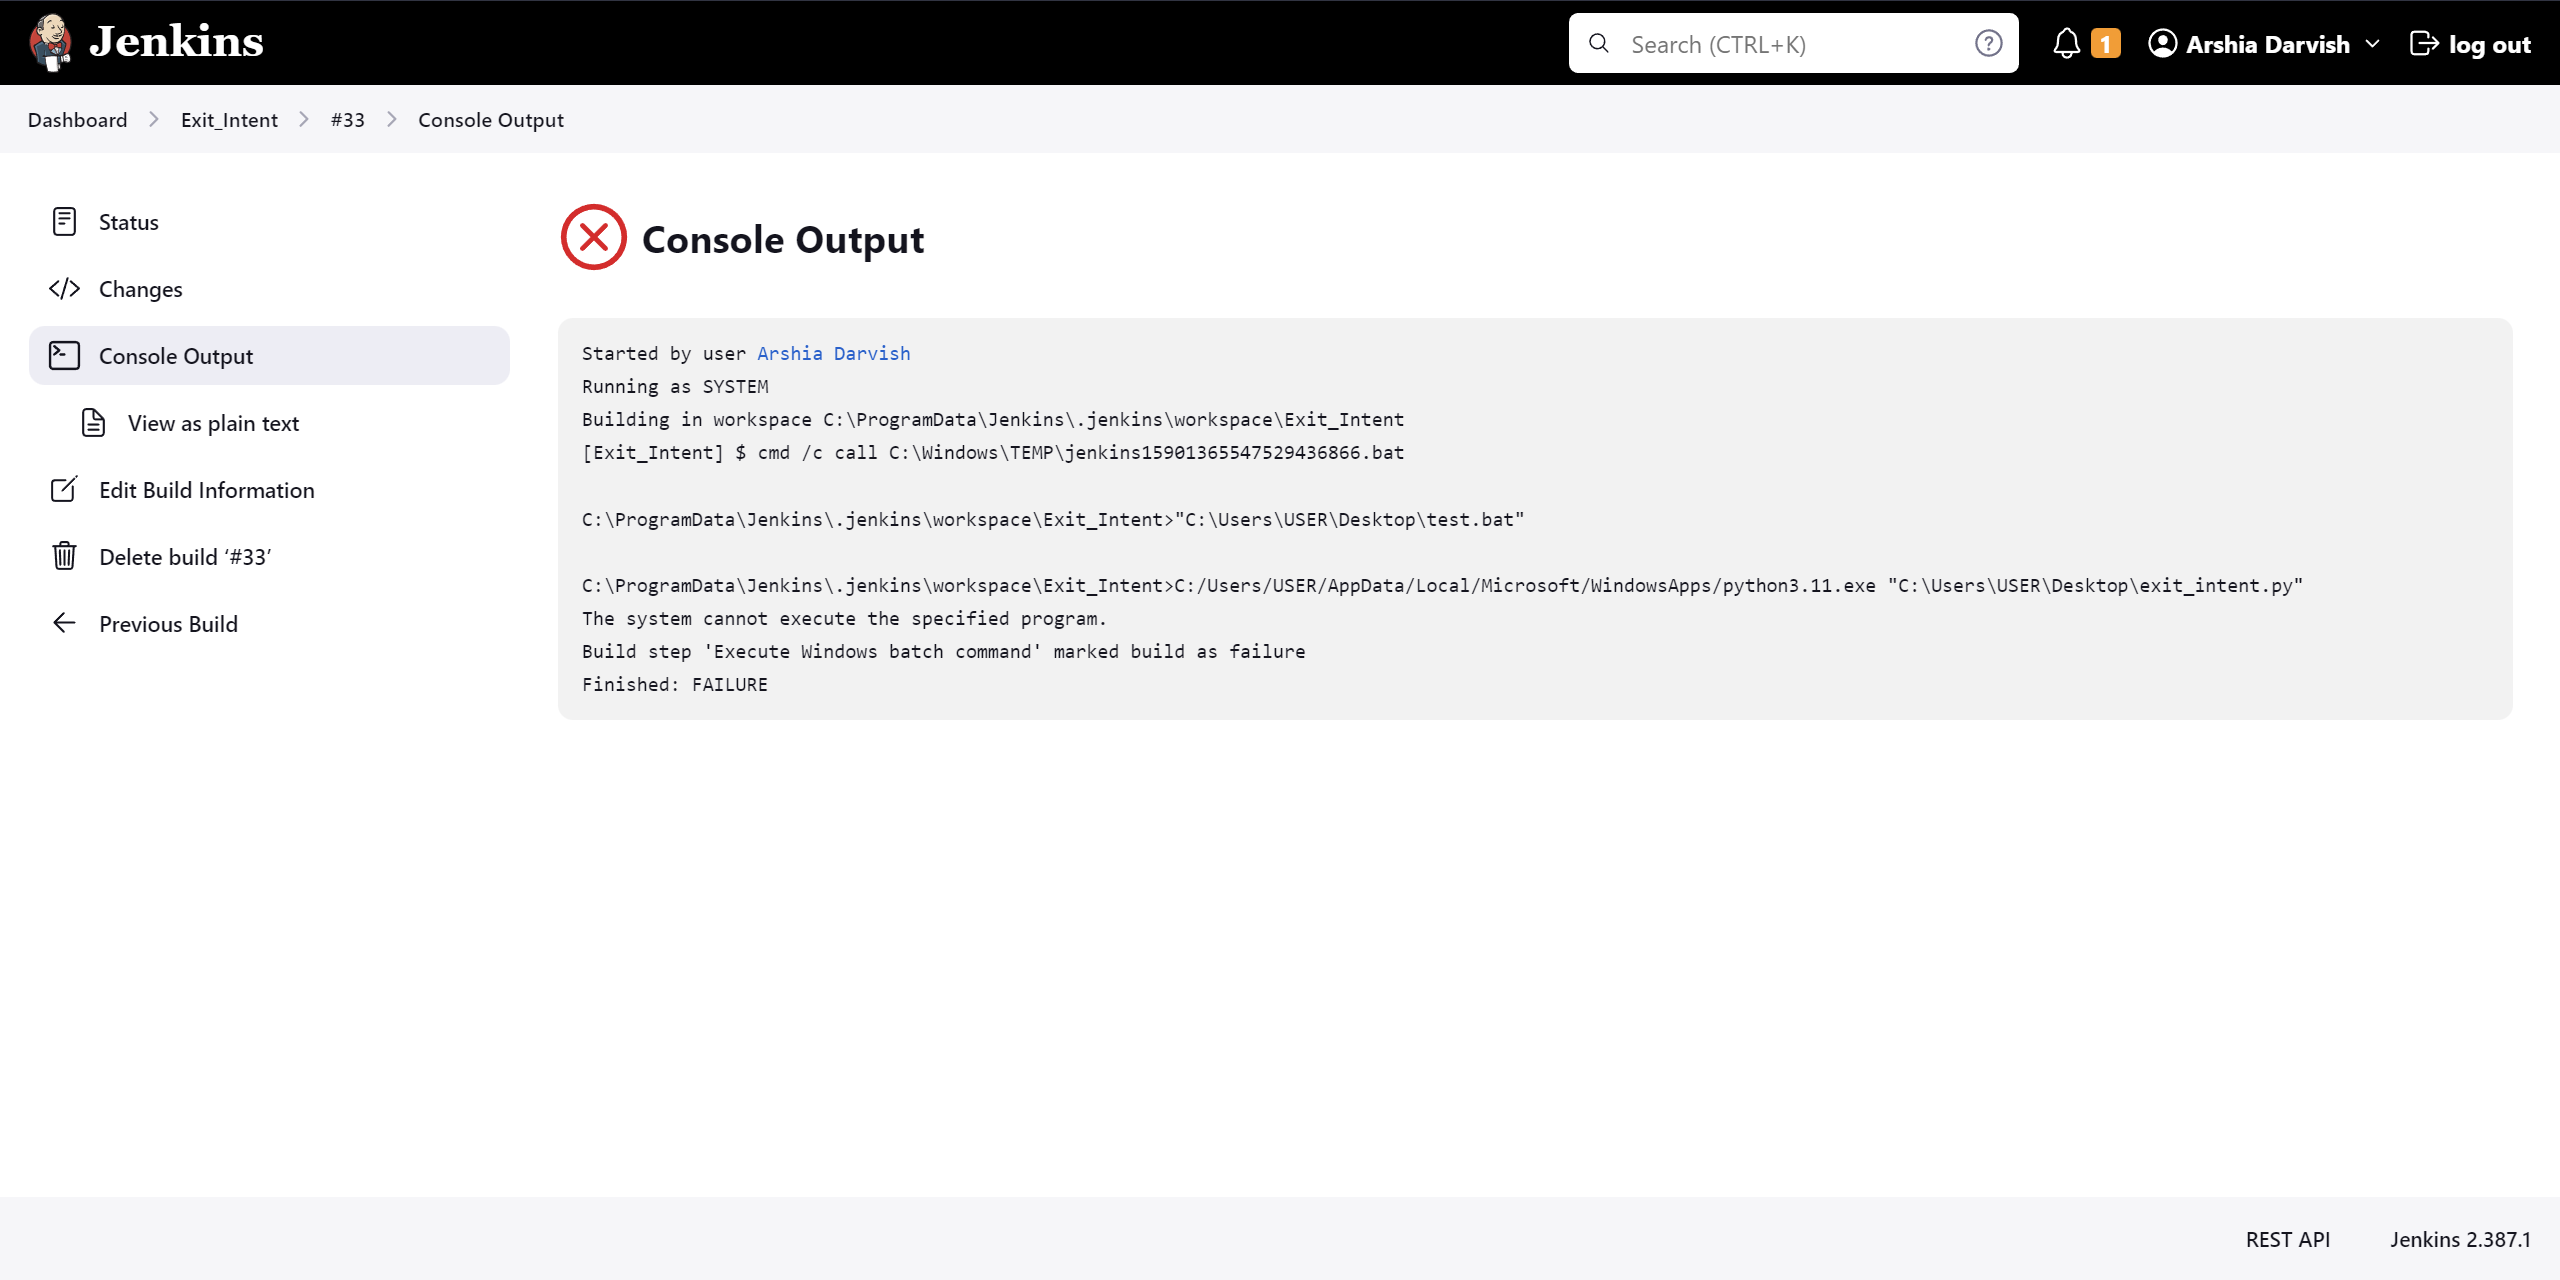 Jenkins
Search (CTRL+K)
1
Arshia Darvish
log out
Dashboard
Exit_Intent
#33
Console Output
Status
Changes
Console Output
View as plain text
Edit Build Information
Delete build ‘#33’
Previous Build
Console Output
Started by user Arshia Darvish
Running as SYSTEM
Building in workspace C:\ProgramData\Jenkins\.jenkins\workspace\Exit_Intent
[Exit_Intent] $ cmd /c call C:\Windows\TEMP\jenkins15901365547529436866.bat
C:\ProgramData\Jenkins\.jenkins\workspace\Exit_Intent>"C:\Users\USER\Desktop\test.bat"
C:\ProgramData\Jenkins\.jenkins\workspace\Exit_Intent>C:/Users/USER/AppData/Local/Microsoft/WindowsApps/python3.11.exe "C:\Users\USER\Desktop\exit_intent.py"
The system cannot execute the specified program.
Build step 'Execute Windows batch command' marked build as failure
Finished: FAILURE
REST API
Jenkins 2.387.1